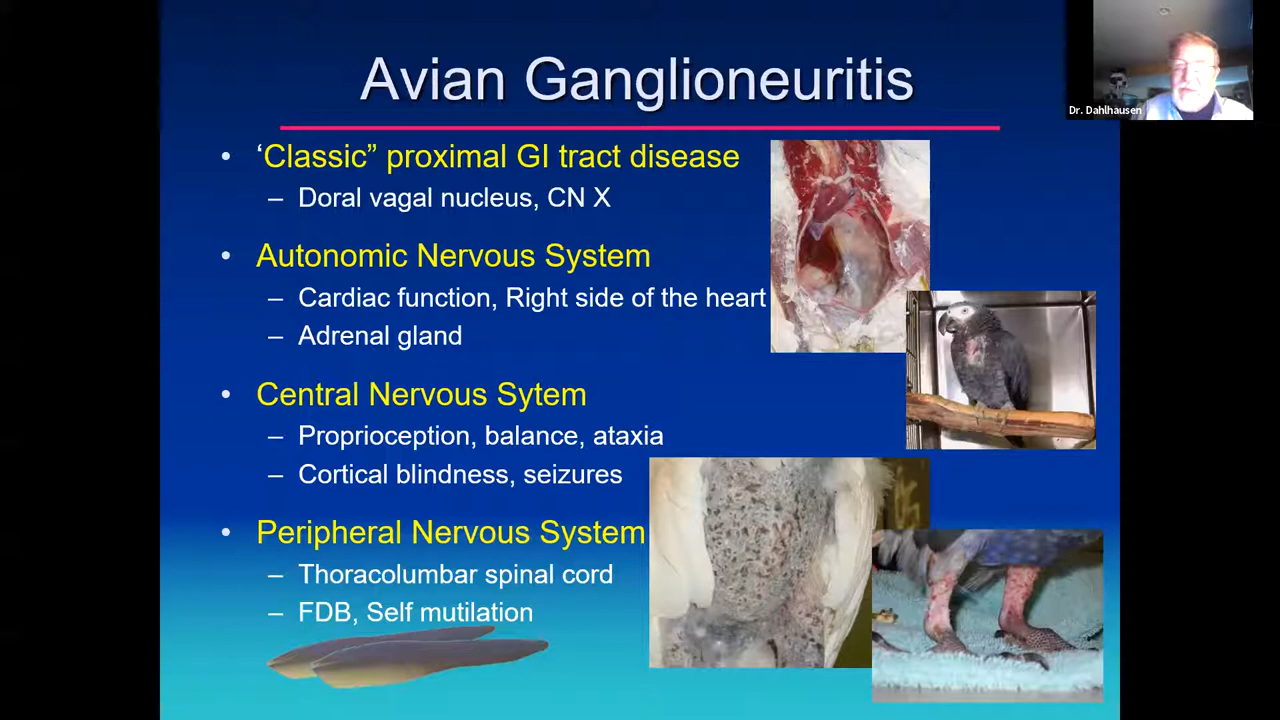 Avian Ganglioneuritis
Dr. Dahlhausen
• ‘Classic” proximal GI tract disease
– Doral vagal nucleus, CN X
• Autonomic Nervous System
– Cardiac function, Right side of the heart
– Adrenal gland
• Central Nervous Sytem
– Proprioception, balance, ataxia
– Cortical blindness, seizures
• Peripheral Nervous System
– Thoracolumbar spinal cord
– FDB, Self mutilation